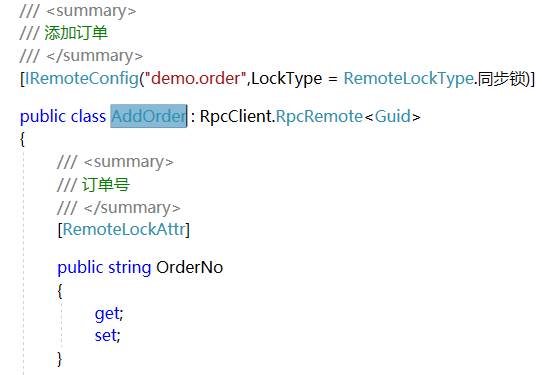 /// <summary>
/// 添加订单
/// </summary>
[IRemoteConfig("demo.order",LockType = RemoteLockType.同步锁)]
public class AddOrder : RpcClient.RpcRemote<Guid>
{
/// <summary>
/// 订单号
/// </summary>
[RemoteLockAttr]
public string OrderNo
{
get;
set;
}